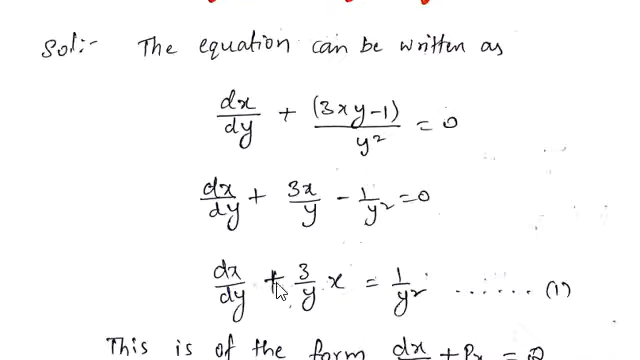 Sol:- The equation can be written as
dx/dy + (3xy-1)/y² = 0
dx/dy + 3x/y - 1/y² = 0
dx/dy + 3/y x = 1/y² ...... (1)
This is of the form dx/dy + Px = Q